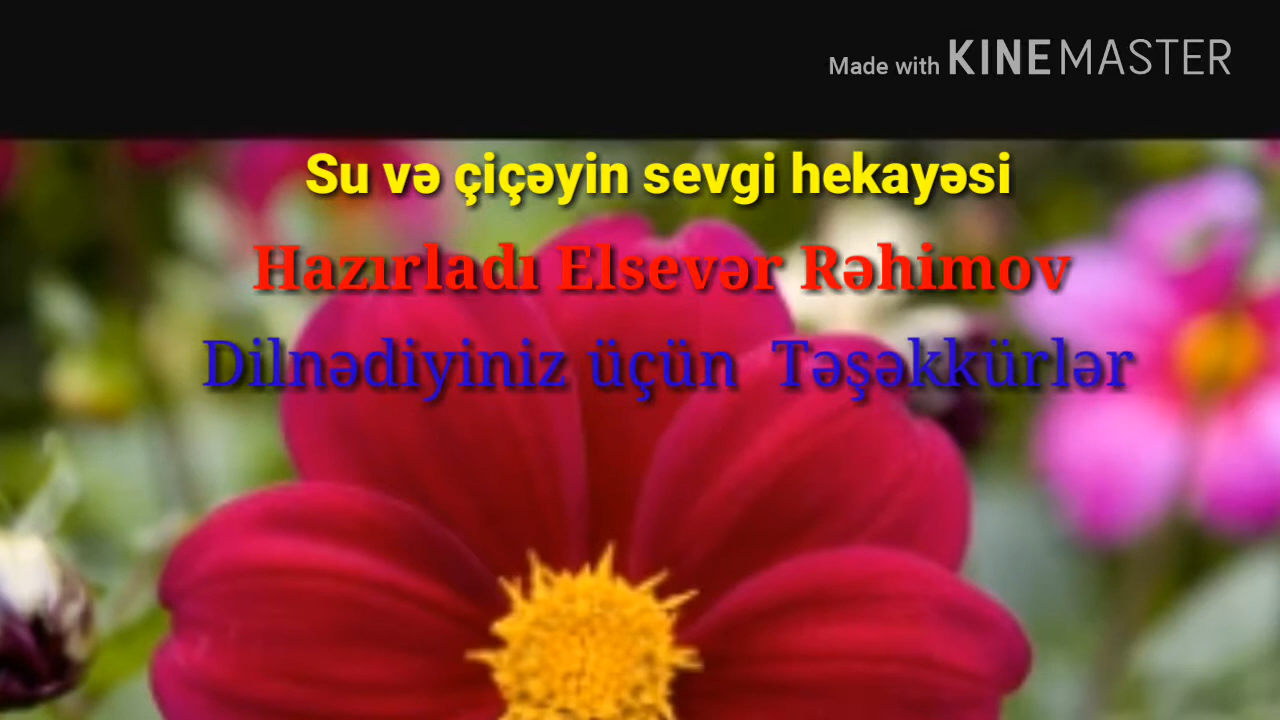 Made with KINEMASTER
Su və çiçəyin sevgi hekayəsi
Hazırladı Elsevər Rəhimov
Dilnədiyiniz üçün Təşəkkürlər